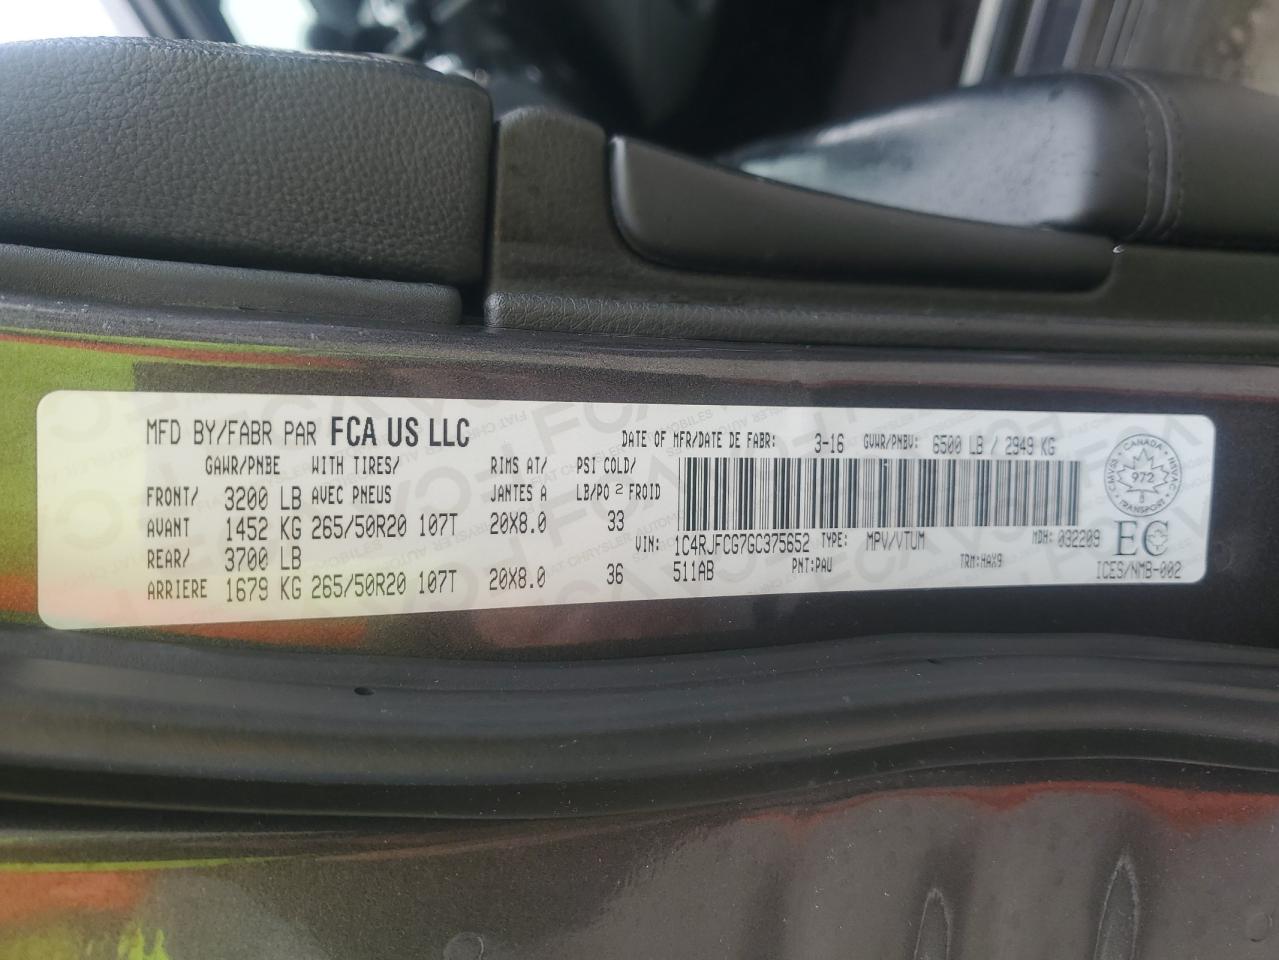 MFD BY/FABR PAR FCA US LLC
GAWR/PNBE WITH TIRES/ RIMS AT/ PSI COLD/
AVEC PNEUS JANTES A LB/PO 2 FROID
FRONT/ 3200 LB
AVANT 1452 KG 265/50R20 107T 20X8.0 33
REAR/ 3700 LB
ARRIERE 1679 KG 265/50R20 107T 20X8.0 36
DATE OF MFR/DATE DE FABR: 3-16 GVWR/PNBV: 6500 LB / 2949 KG
VIN: 1C4RJFCG7GC375652 TYPE: MPV/VTUM MDH: 032209
511AB PNT:PAU TRM:HAX9
CANADA
CMVSS NSVAC
972
8
TRANSPORT
EC
ICES/NMB-002